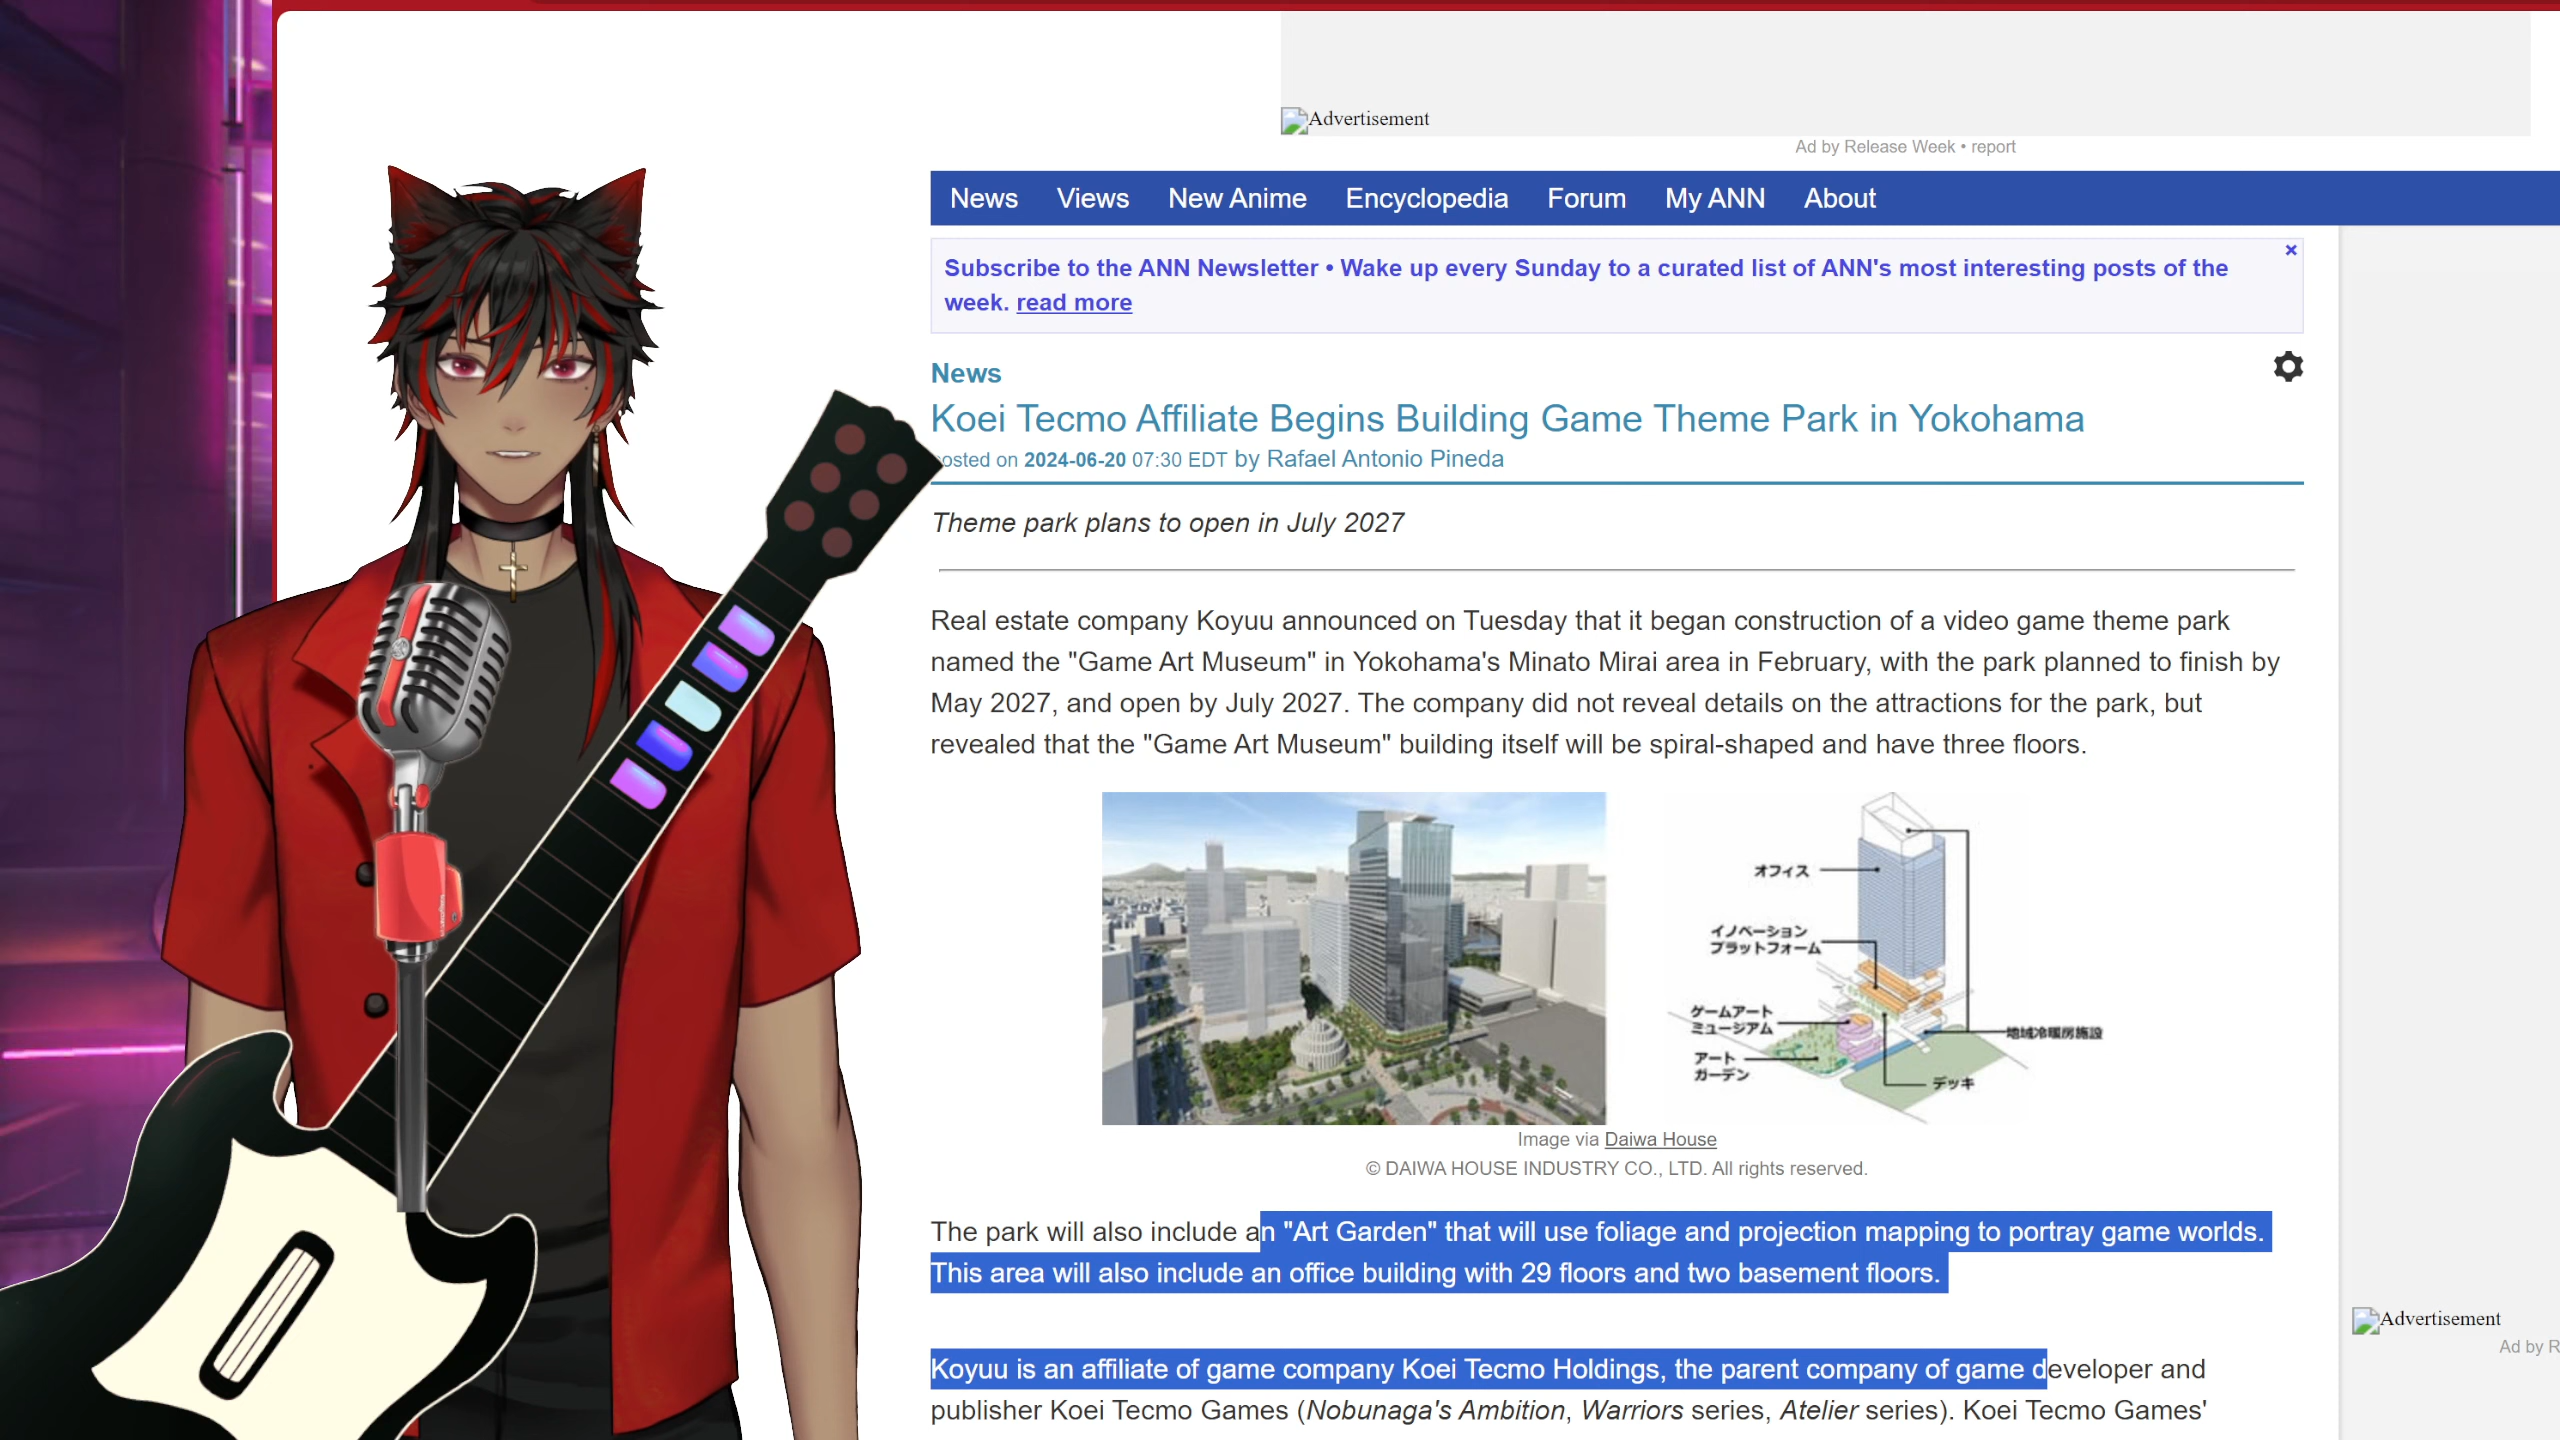 Advertisement
Ad by Release Week • report
News Views New Anime Encyclopedia Forum My ANN About
Subscribe to the ANN Newsletter • Wake up every Sunday to a curated list of ANN's most interesting posts of the
week. read more
×
News
Koei Tecmo Affiliate Begins Building Game Theme Park in Yokohama
osted on 2024-06-20 07:30 EDT by Rafael Antonio Pineda
Theme park plans to open in July 2027
Real estate company Koyuu announced on Tuesday that it began construction of a video game theme park
named the "Game Art Museum" in Yokohama's Minato Mirai area in February, with the park planned to finish by
May 2027, and open by July 2027. The company did not reveal details on the attractions for the park, but
revealed that the "Game Art Museum" building itself will be spiral-shaped and have three floors.
オフィス
イノベーション
プラットフォーム
ゲームアート
ミュージアム
アート
ガーデン
地域冷暖房施設
デッキ
Image via Daiwa House
© DAIWA HOUSE INDUSTRY CO., LTD. All rights reserved.
The park will also include an "Art Garden" that will use foliage and projection mapping to portray game worlds.
This area will also include an office building with 29 floors and two basement floors.
Koyuu is an affiliate of game company Koei Tecmo Holdings, the parent company of game developer and
publisher Koei Tecmo Games (Nobunaga's Ambition, Warriors series, Atelier series). Koei Tecmo Games'
Advertisement
Ad by R